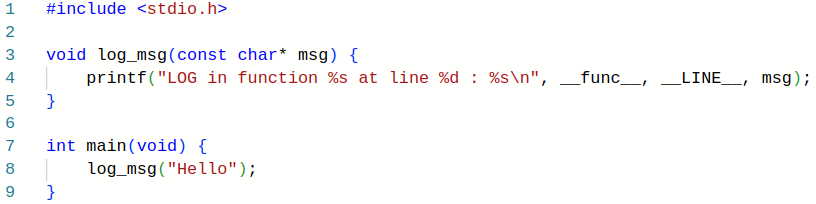 1 #include <stdio.h>
2
3 void log_msg(const char* msg) {
4     printf("LOG in function %s at line %d : %s\n", __func__, __LINE__, msg);
5 }
6
7 int main(void) {
8     log_msg("Hello");
9 }